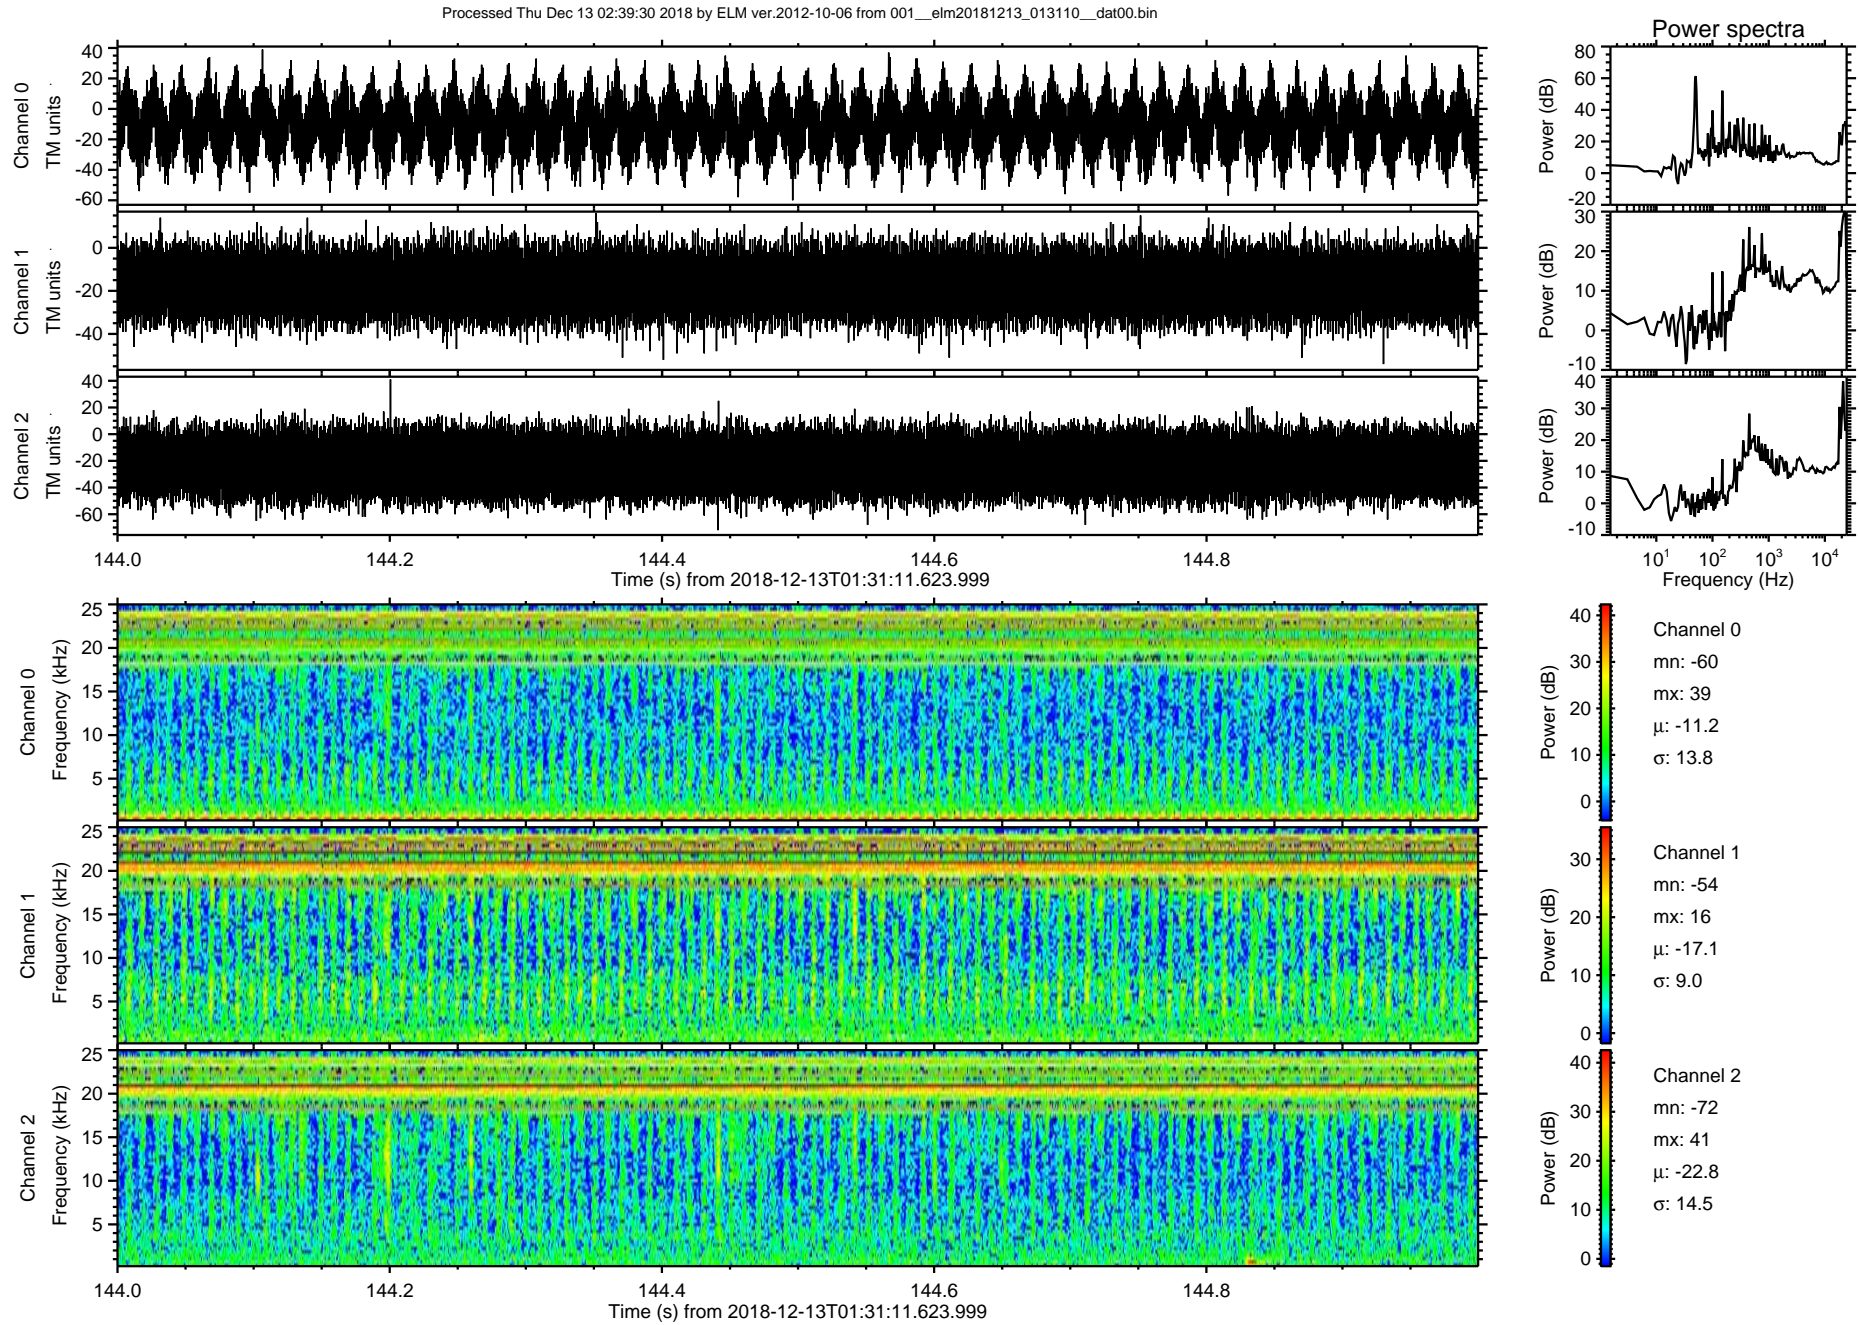 Processed Thu Dec 13 02:39:30 2018 by ELM ver.2012-10-06 from 001__elm20181213_013110__dat00.bin
Power spectra
Channel 0
TM units
40
20
0
-20
-40
-60
Power (dB)
80
60
40
20
0
-20
Channel 1
TM units
0
-20
-40
Power (dB)
30
20
10
0
-10
Channel 2
TM units
40
20
0
-20
-40
-60
Power (dB)
40
30
20
10
0
-10
144.0 144.2 144.4 144.6 144.8
Time (s) from 2018-12-13T01:31:11.623.999
10^1 10^2 10^3 10^4
Frequency (Hz)
Channel 0
Frequency (kHz)
25
20
15
10
5
Power (dB)
40
30
20
10
0
Channel 0
mn: -60
mx: 39
μ: -11.2
σ: 13.8
Channel 1
Frequency (kHz)
25
20
15
10
5
Power (dB)
30
20
10
0
Channel 1
mn: -54
mx: 16
μ: -17.1
σ: 9.0
Channel 2
Frequency (kHz)
25
20
15
10
5
Power (dB)
40
30
20
10
0
Channel 2
mn: -72
mx: 41
μ: -22.8
σ: 14.5
144.0 144.2 144.4 144.6 144.8
Time (s) from 2018-12-13T01:31:11.623.999